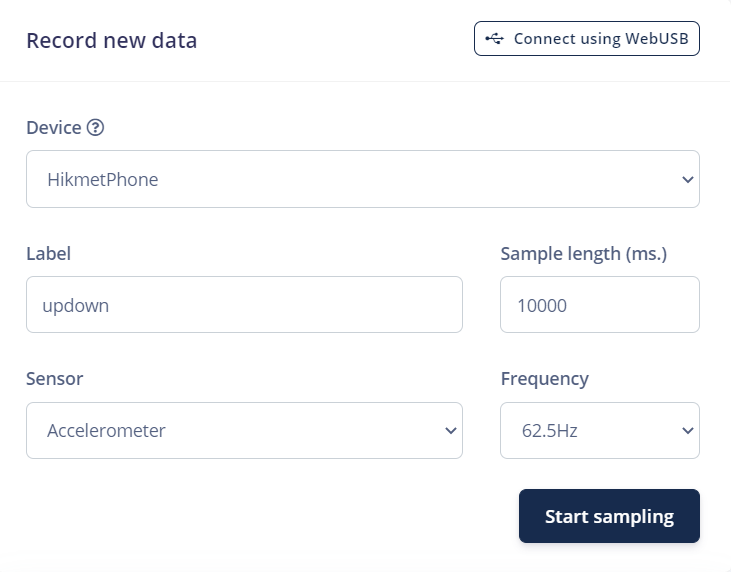 Record new data
Connect using WebUSB
Device ?
HikmetPhone
Label
Sample length (ms.)
updown
10000
Sensor
Frequency
Accelerometer
62.5Hz
Start sampling